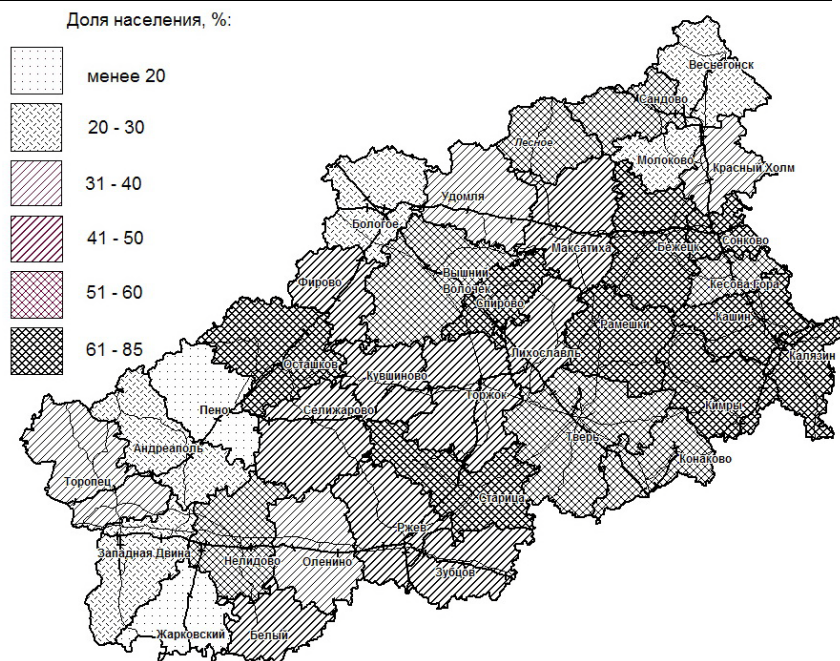 Доля населения, %:
менее 20
20 - 30
31 - 40
41 - 50
51 - 60
61 - 85
Весьегонск
Сандово
Лесное
Молоково
Красный Холм
Удомля
Бологое
Максатиха
Бежецк
Сонково
Вышний
Волочек
Кесова Гора
Фирово
Спирово
Рамешки
Кашин
Лихославль
Калязин
Осташков
Кувшиново
Торжок
Кимры
Пено
Селижарово
Тверь
Андреаполь
Конаково
Торопец
Старица
Ржев
Западная Двина
Нелидово
Оленино
Зубцов
Жарковский
Белый